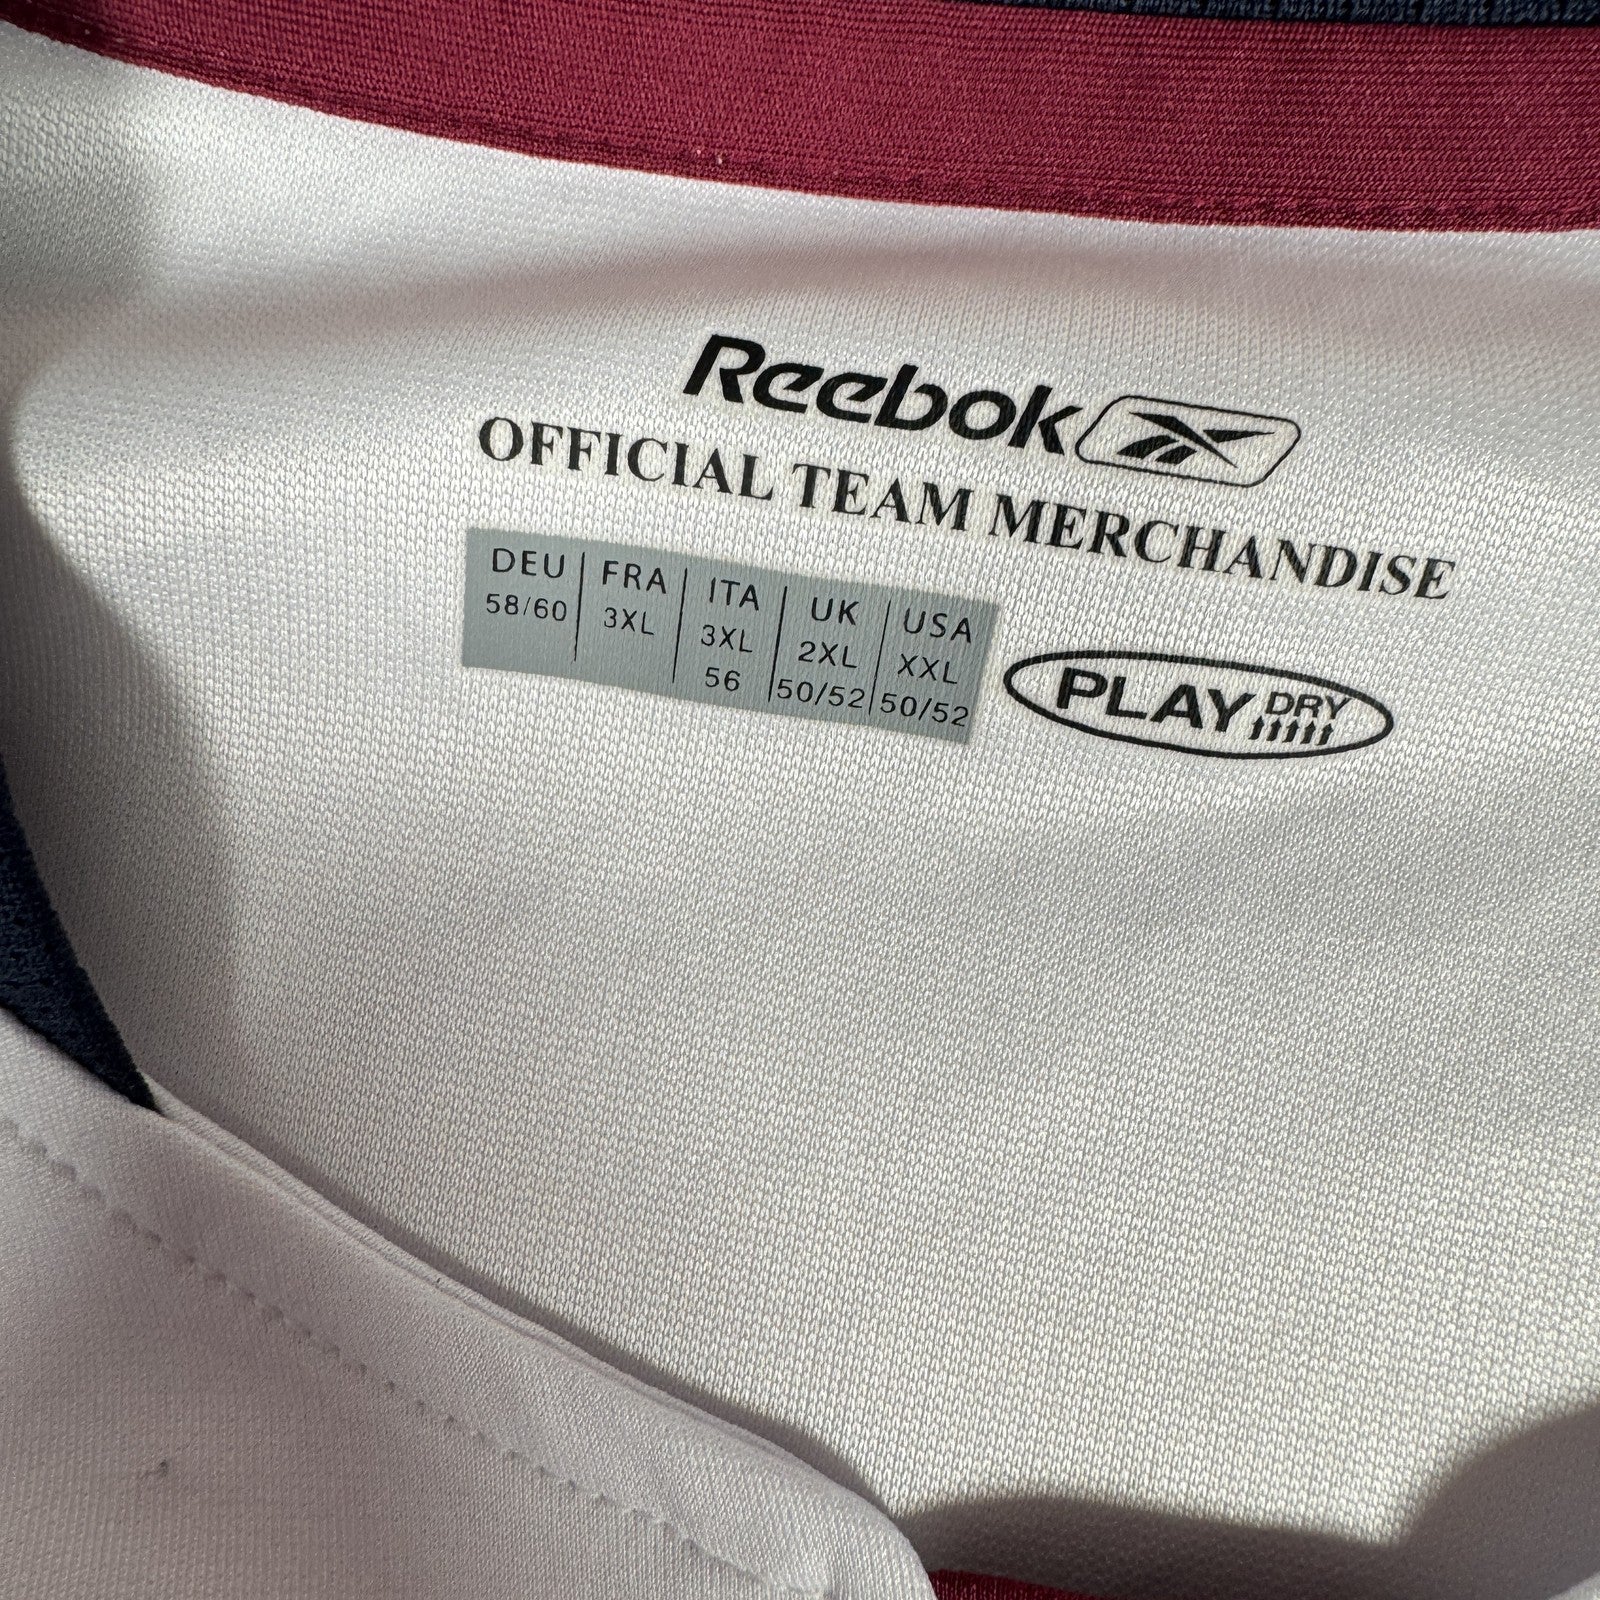 Reebok
OFFICIAL TEAM MERCHANDISE
DEU FRA ITA UK USA
58/60 3XL 3XL 2XL XXL
56 50/52 50/52
PLAY DRY